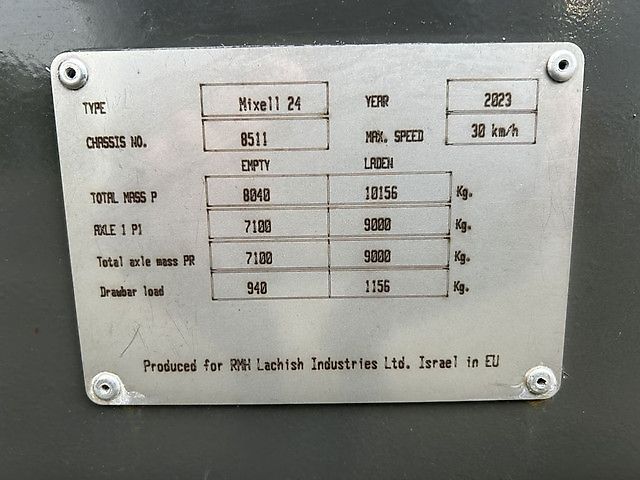 TYPE Mixell 24 YEAR 2023
CHASSIS NO. 8511 MAX. SPEED 30 km/h
EMPTY LADEN
TOTAL MASS P 8040 10156 Kg.
AXLE 1 P1 7100 9000 Kg.
Total axle mass PR 7100 9000 Kg.
Drawbar load 940 1156 Kg.
Produced for RMH Lachish Industries Ltd. Israel in EU